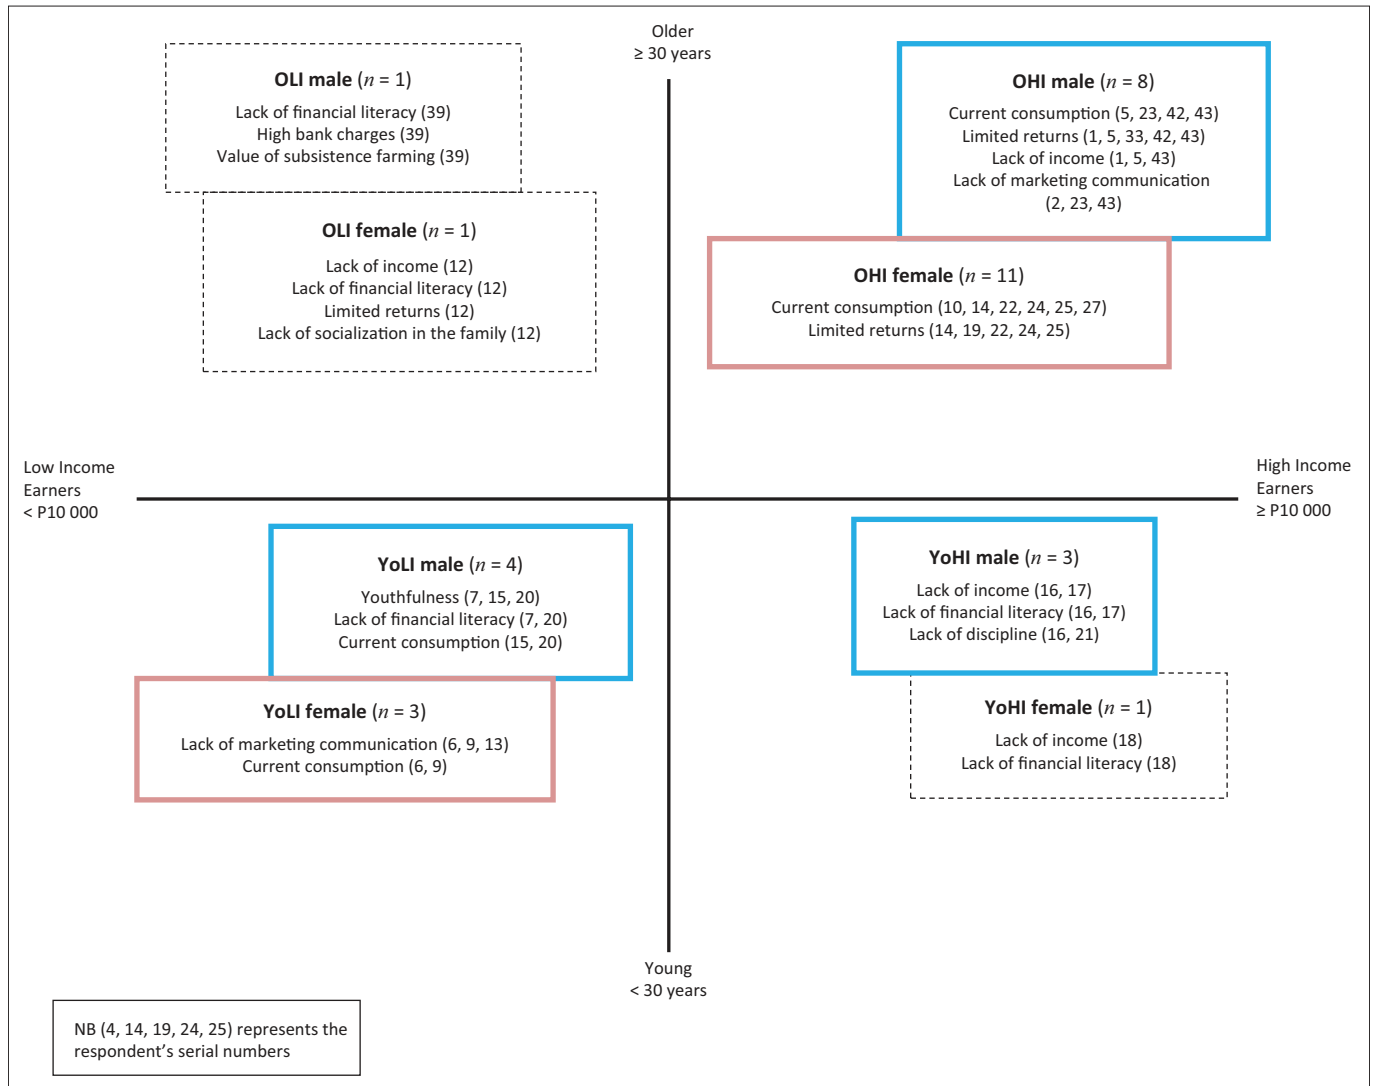 Older
≥ 30 years
OLI male (n = 1)
Lack of financial literacy (39)
High bank charges (39)
Value of subsistence farming (39)
OLI female (n = 1)
Lack of income (12)
Lack of financial literacy (12)
Limited returns (12)
Lack of socialization in the family (12)
OHI male (n = 8)
Current consumption (5, 23, 42, 43)
Limited returns (1, 5, 33, 42, 43)
Lack of income (1, 5, 43)
Lack of marketing communication
(2, 23, 43)
OHI female (n = 11)
Current consumption (10, 14, 22, 24, 25, 27)
Limited returns (14, 19, 22, 24, 25)
Low Income
Earners
< P10 000
High Income
Earners
≥ P10 000
YoLI male (n = 4)
Youthfulness (7, 15, 20)
Lack of financial literacy (7, 20)
Current consumption (15, 20)
YoLI female (n = 3)
Lack of marketing communication (6, 9, 13)
Current consumption (6, 9)
YoHI male (n = 3)
Lack of income (16, 17)
Lack of financial literacy (16, 17)
Lack of discipline (16, 21)
YoHI female (n = 1)
Lack of income (18)
Lack of financial literacy (18)
Young
< 30 years
NB (4, 14, 19, 24, 25) represents the
respondent's serial numbers